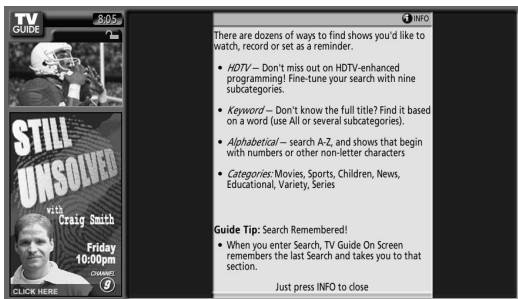 TV
GUIDE
8:05
STILL
UNSOLVED
with
Craig Smith
Friday
10:00pm
CHANNEL
9
CLICK HERE
i INFO
There are dozens of ways to find shows you'd like to
watch, record or set as a reminder.
• HDTV — Don't miss out on HDTV-enhanced
programming! Fine-tune your search with nine
subcategories.
• Keyword — Don't know the full title? Find it based
on a word (use All or several subcategories).
• Alphabetical — search A-Z, and shows that begin
with numbers or other non-letter characters
• Categories: Movies, Sports, Children, News,
Educational, Variety, Series
Guide Tip: Search Remembered!
• When you enter Search, TV Guide On Screen
remembers the last Search and takes you to that
section.
Just press INFO to close